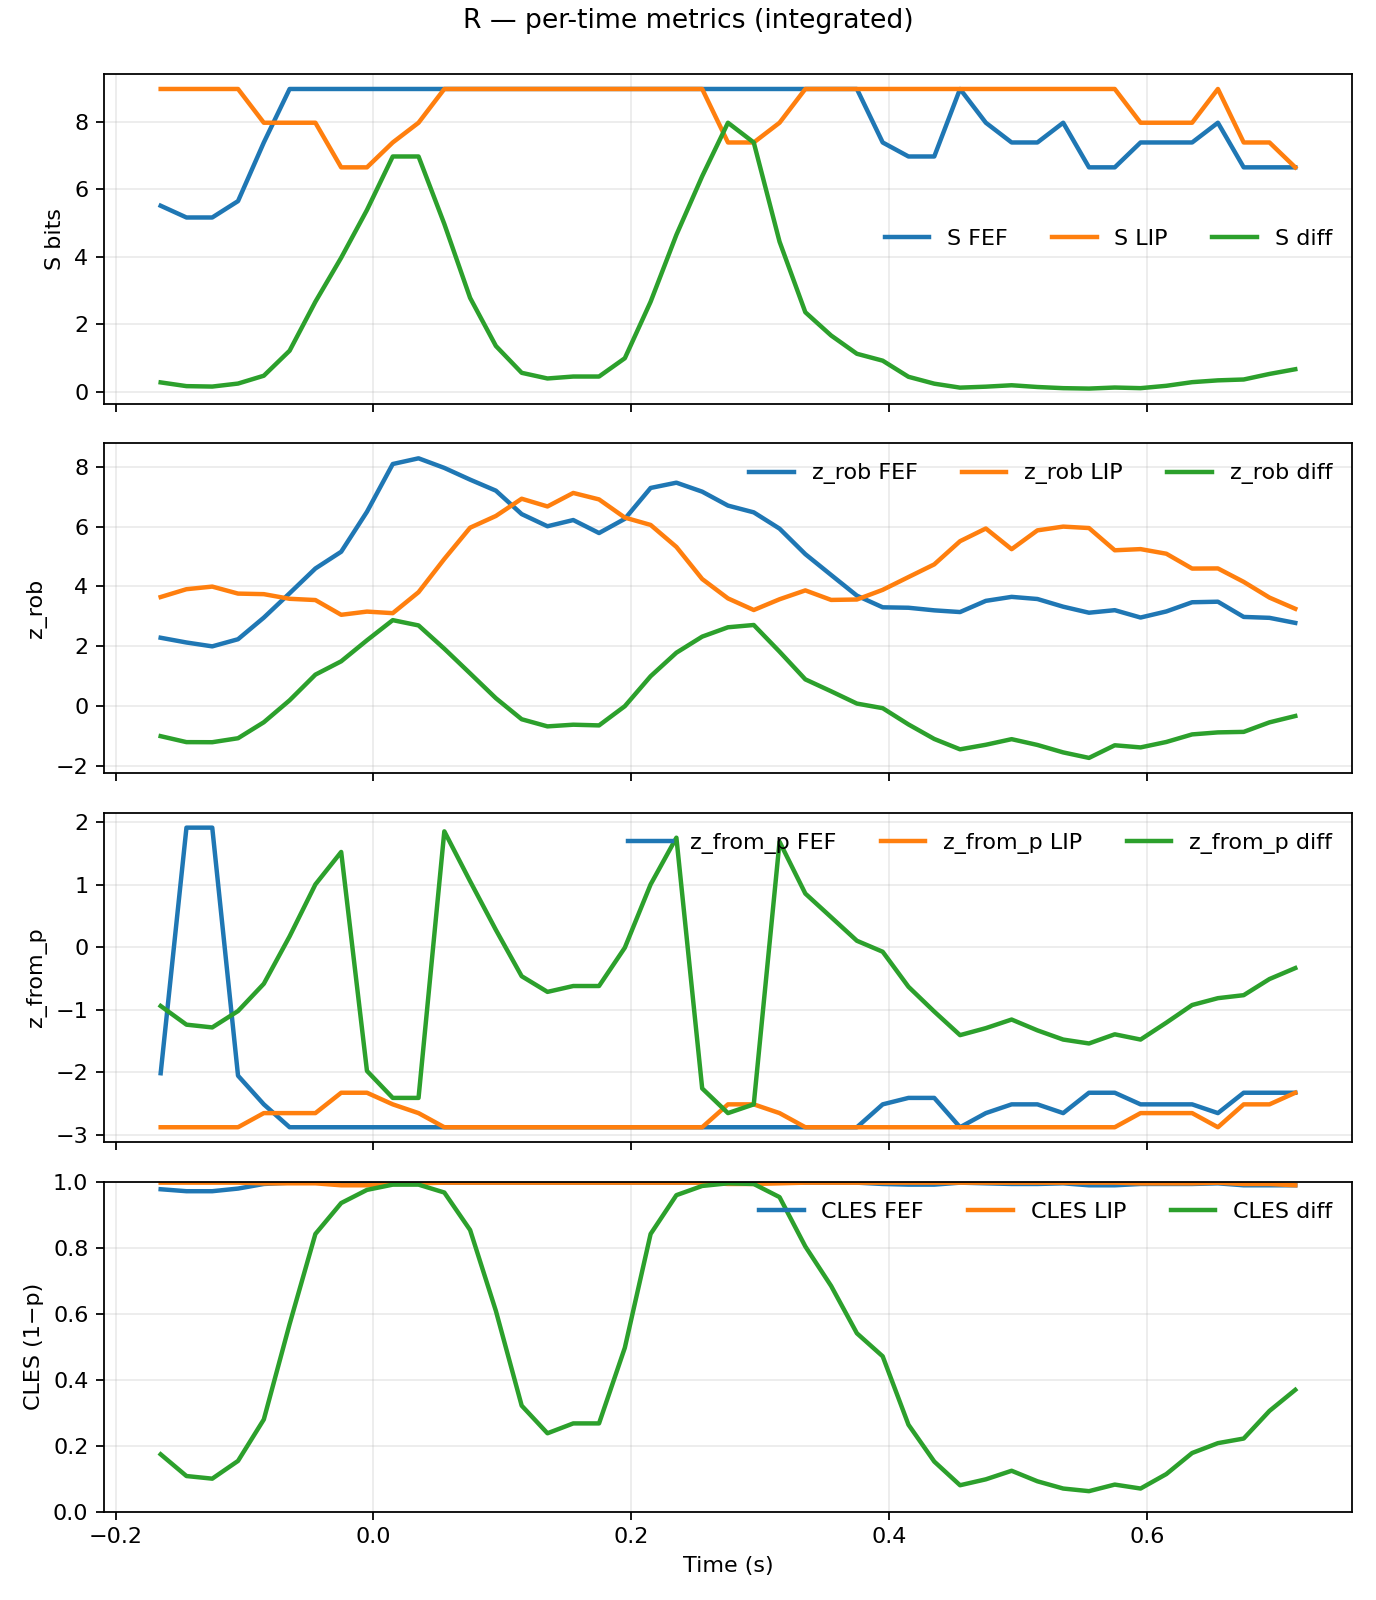 R — per-time metrics (integrated)
8
6
4
2
0
S bits
S FEF S LIP S diff
8
6
4
2
0
−2
z_rob
z_rob FEF z_rob LIP z_rob diff
2
1
0
−1
−2
−3
z_from_p
z_from_p FEF z_from_p LIP z_from_p diff
1.0
0.8
0.6
0.4
0.2
0.0
CLES (1−p)
CLES FEF CLES LIP CLES diff
−0.2 0.0 0.2 0.4 0.6
Time (s)